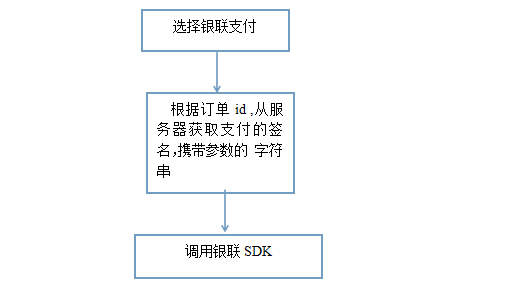 选择银联支付
根据订单 id ,从服
务器获取支付的签
名,携带参数的 字符
串
调用银联 SDK